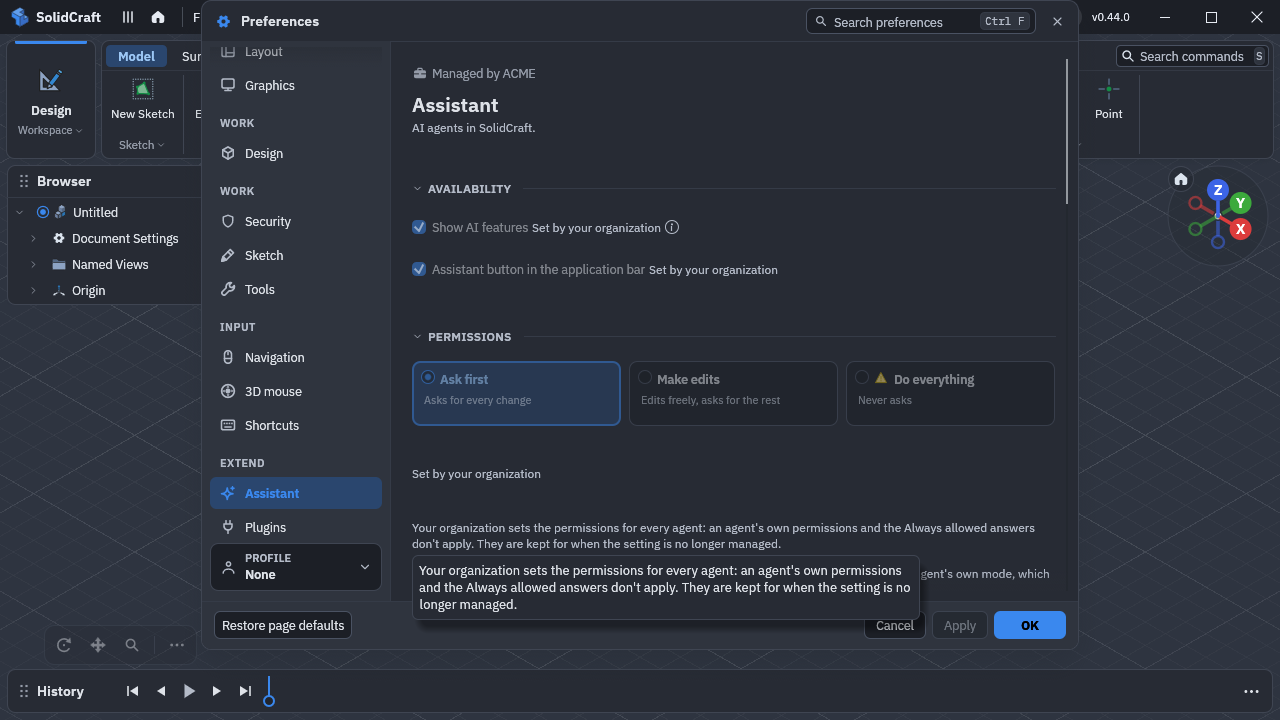 SolidCraft
F
Preferences
Search preferences
Ctrl F
v0.44.0
Design
Workspace
Model
Sur
New Sketch
E
Sketch
Search commands
S
Point
Browser
Untitled
Document Settings
Named Views
Origin
Layout
Graphics
WORK
Design
WORK
Security
Sketch
Tools
INPUT
Navigation
3D mouse
Shortcuts
EXTEND
Assistant
Plugins
PROFILE
None
Managed by ACME
Assistant
AI agents in SolidCraft.
AVAILABILITY
Show AI features Set by your organization
Assistant button in the application bar Set by your organization
PERMISSIONS
Ask first
Asks for every change
Make edits
Edits freely, asks for the rest
Do everything
Never asks
Set by your organization
Your organization sets the permissions for every agent: an agent's own permissions and the Always allowed answers
don't apply. They are kept for when the setting is no longer managed.
gent's own mode, which
Your organization sets the permissions for every agent: an agent's own permissions
and the Always allowed answers don't apply. They are kept for when the setting is no
longer managed.
Restore page defaults
Cancel
Apply
OK
Z
Y
X
History